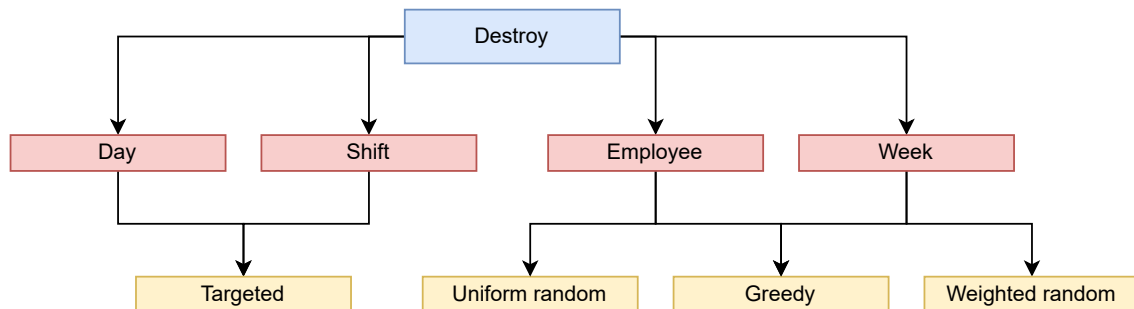 Destroy
Day
Shift
Employee
Week
Targeted
Uniform random
Greedy
Weighted random